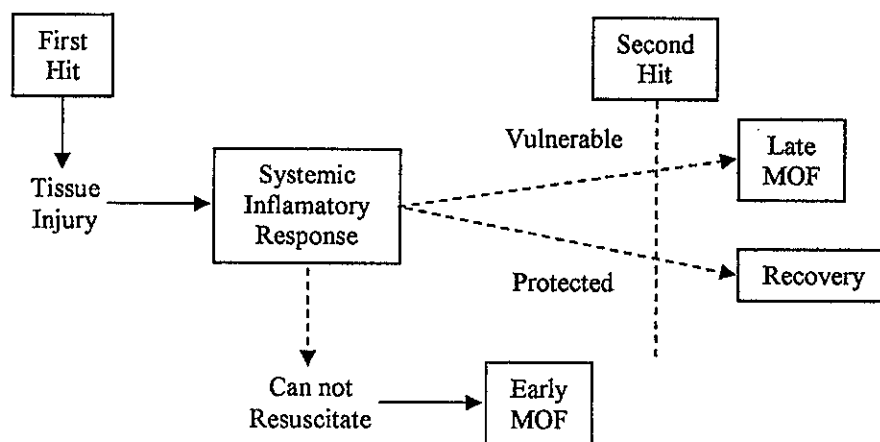 First
Hit
Second
Hit
Vulnerable
Late
MOF
Tissue
Injury
Systemic
Inflamatory
Response
Protected
Recovery
Can not
Resuscitate
Early
MOF